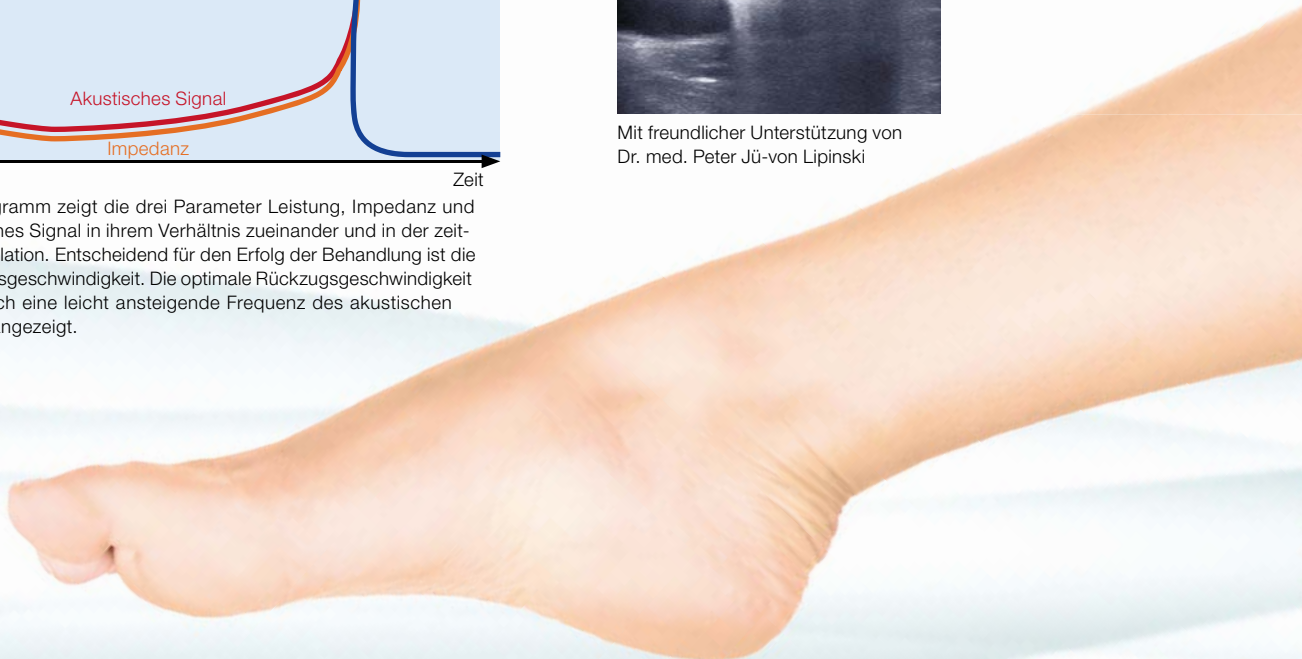 Akustisches Signal
Impedanz
Zeit
gramm zeigt die drei Parameter Leistung, Impedanz und
nes Signal in ihrem Verhältnis zueinander und in der zeit-
lation. Entscheidend für den Erfolg der Behandlung ist die
sgeschwindigkeit. Die optimale Rückzugsgeschwindigkeit
ch eine leicht ansteigende Frequenz des akustischen
ngezeigt.
Mit freundlicher Unterstützung von
Dr. med. Peter Jü-von Lipinski